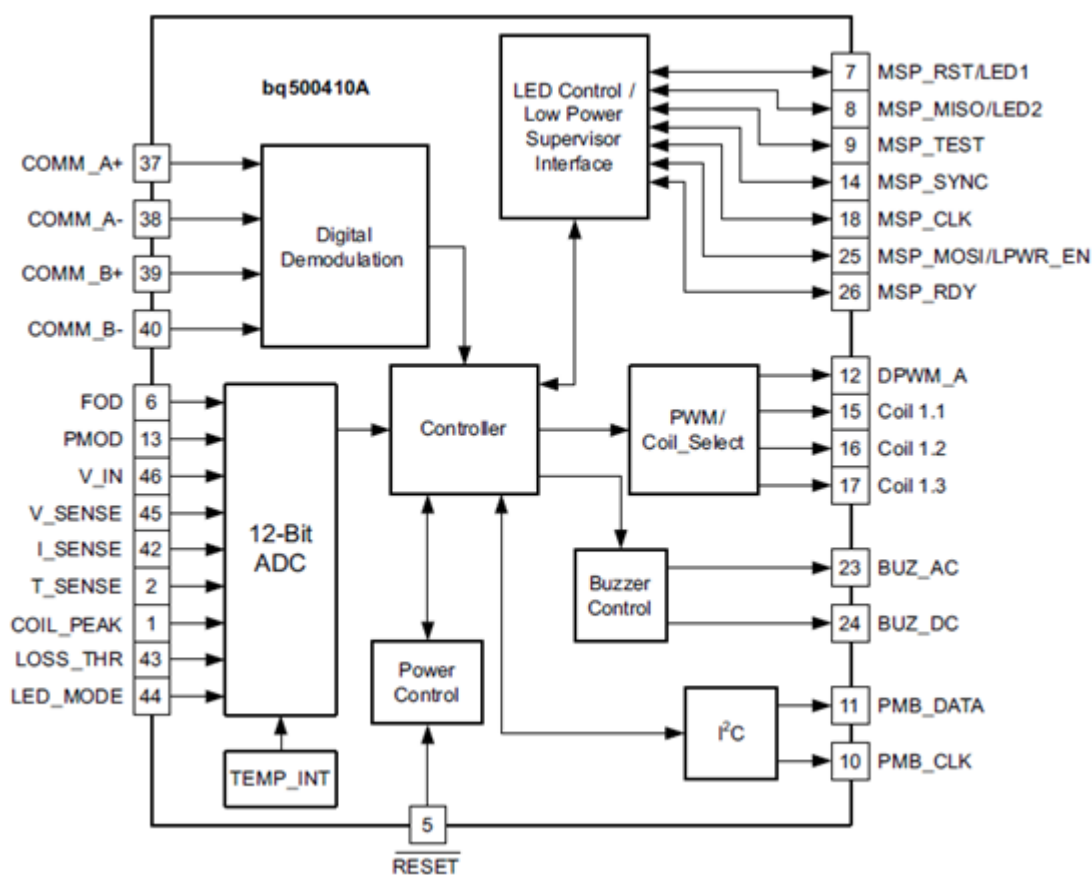 bq500410A
COMM_A+ 37
COMM_A- 38
COMM_B+ 39
COMM_B- 40
Digital
Demodulation
LED Control /
Low Power
Supervisor
Interface
7 MSP_RST/LED1
8 MSP_MISO/LED2
9 MSP_TEST
14 MSP_SYNC
18 MSP_CLK
25 MSP_MOSI/LPWR_EN
26 MSP_RDY
FOD 6
PMOD 13
V_IN 46
V_SENSE 45
I_SENSE 42
T_SENSE 2
COIL_PEAK 1
LOSS_THR 43
LED_MODE 44
12-Bit
ADC
TEMP_INT
Controller
PWM/
Coil_Select
12 DPWM_A
15 Coil 1.1
16 Coil 1.2
17 Coil 1.3
Buzzer
Control
23 BUZ_AC
24 BUZ_DC
Power
Control
I²C
11 PMB_DATA
10 PMB_CLK
5
RESET